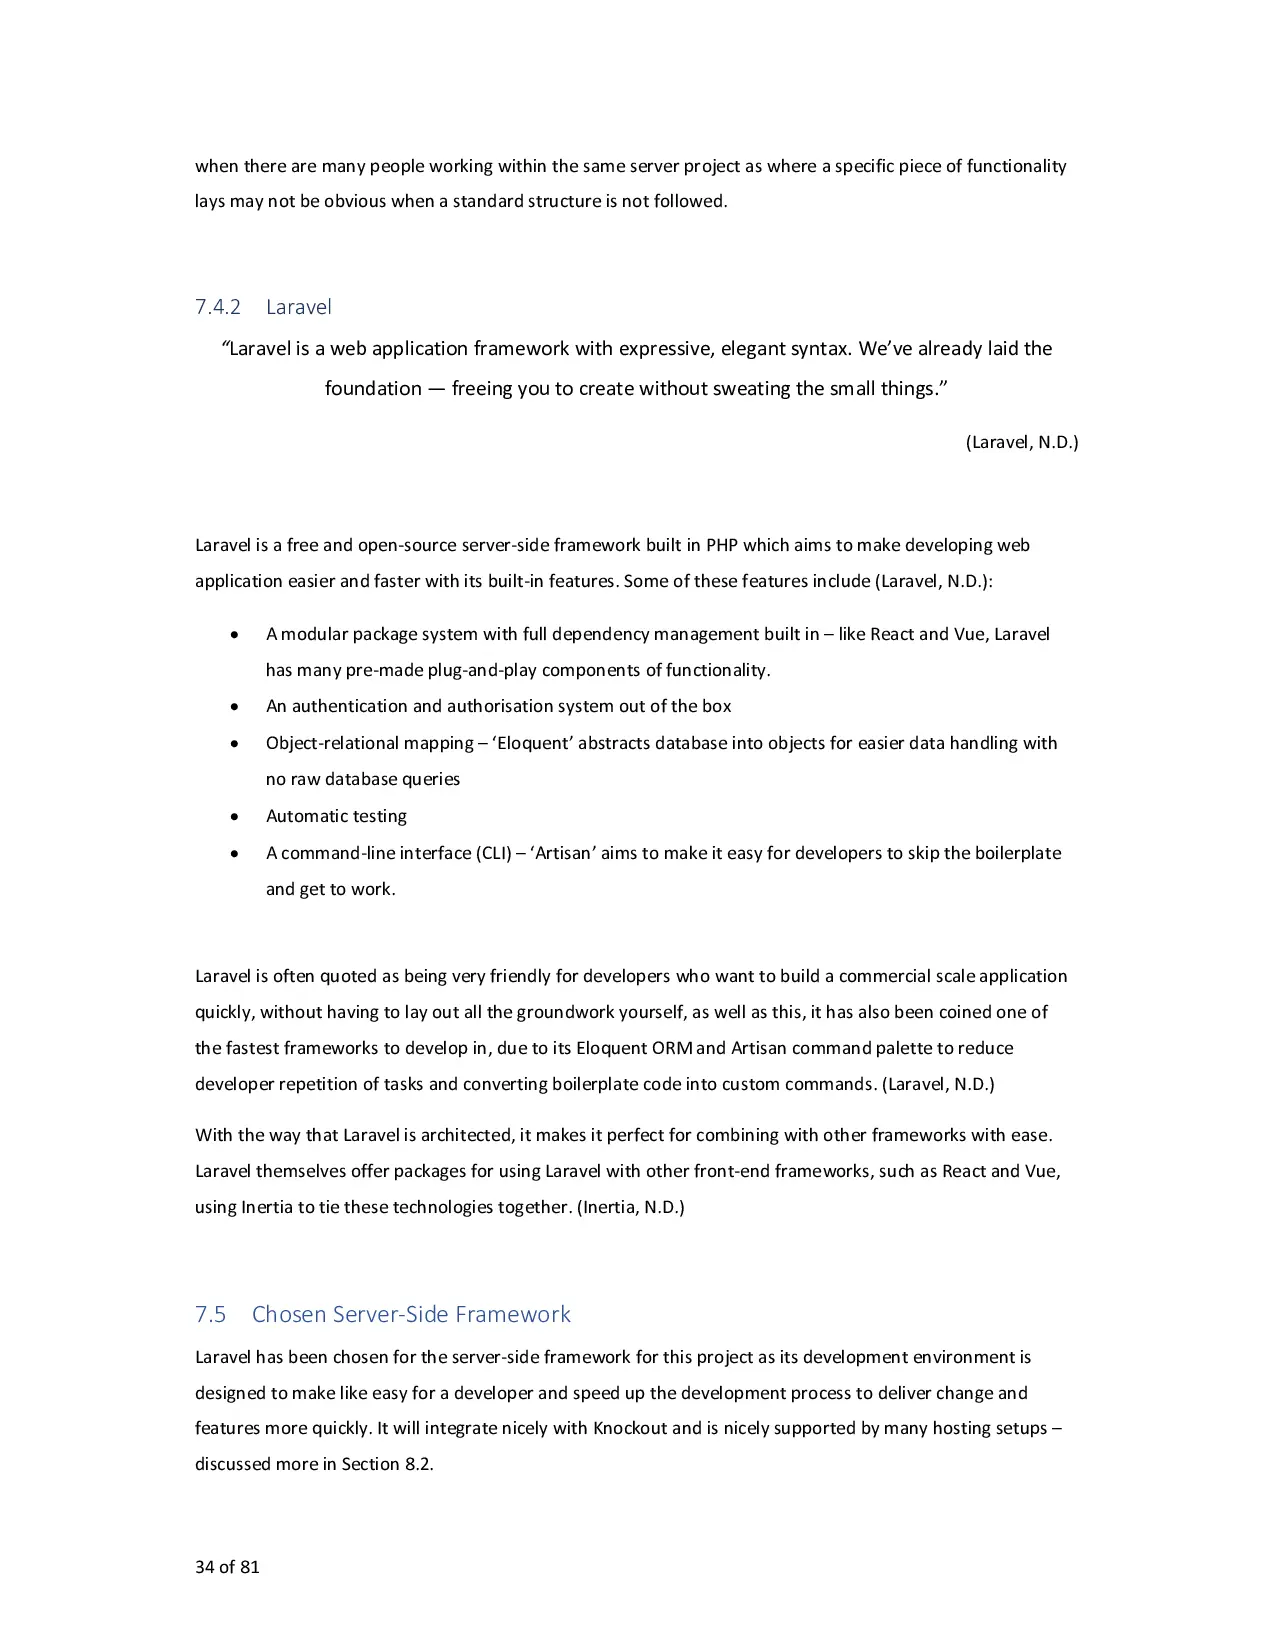 when there are many people working within the same server project as where a specific piece of functionality
lays may not be obvious when a standard structure is not followed.
7.4.2 Laravel
“Laravel is a web application framework with expressive, elegant syntax. We’ve already laid the
foundation — freeing you to create without sweating the small things.”
(Laravel, N.D.)
Laravel is a free and open-source server-side framework built in PHP which aims to make developing web
application easier and faster with its built-in features. Some of these features include (Laravel, N.D.):
• A modular package system with full dependency management built in – like React and Vue, Laravel
has many pre-made plug-and-play components of functionality.
• An authentication and authorisation system out of the box
• Object-relational mapping – ‘Eloquent’ abstracts database into objects for easier data handling with
no raw database queries
• Automatic testing
• A command-line interface (CLI) – ‘Artisan’ aims to make it easy for developers to skip the boilerplate
and get to work.
Laravel is often quoted as being very friendly for developers who want to build a commercial scale application
quickly, without having to lay out all the groundwork yourself, as well as this, it has also been coined one of
the fastest frameworks to develop in, due to its Eloquent ORM and Artisan command palette to reduce
developer repetition of tasks and converting boilerplate code into custom commands. (Laravel, N.D.)
With the way that Laravel is architected, it makes it perfect for combining with other frameworks with ease.
Laravel themselves offer packages for using Laravel with other front-end frameworks, such as React and Vue,
using Inertia to tie these technologies together. (Inertia, N.D.)
7.5 Chosen Server-Side Framework
Laravel has been chosen for the server-side framework for this project as its development environment is
designed to make like easy for a developer and speed up the development process to deliver change and
features more quickly. It will integrate nicely with Knockout and is nicely supported by many hosting setups –
discussed more in Section 8.2.
34 of 81